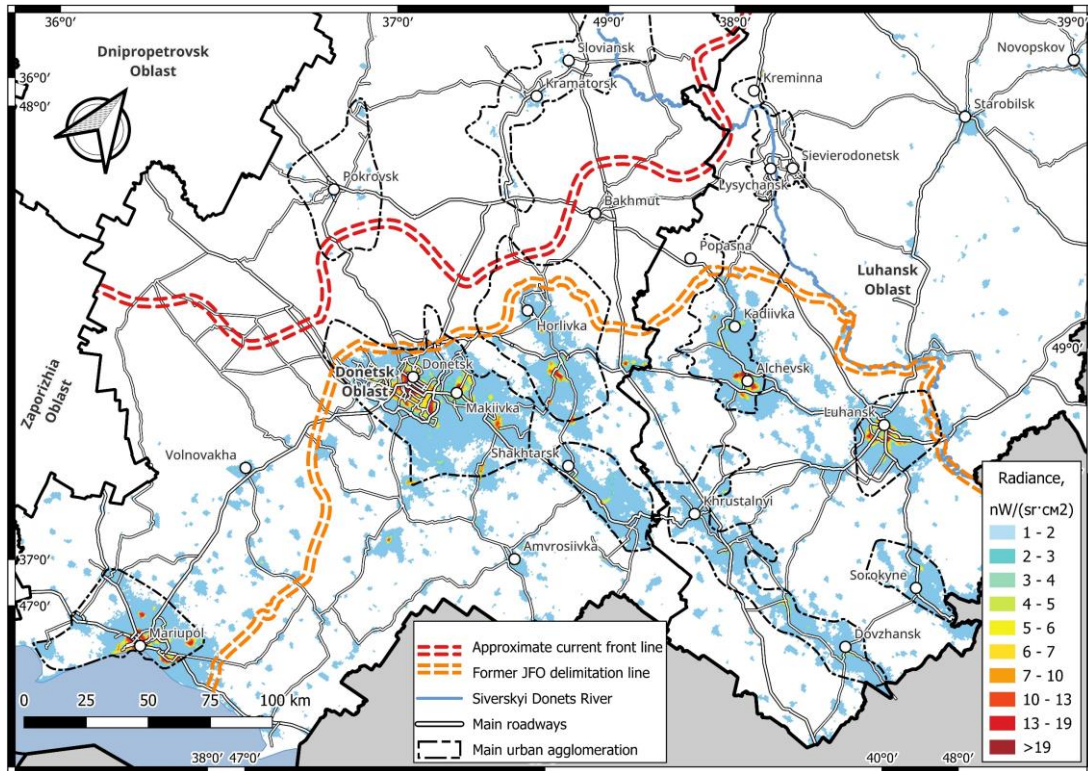 36°0′ 37°0′ 49°0′ 38°0′ 39°0′
Dnipropetrovsk
Oblast
Sloviansk
Novopskov
36°0′
48°0′
Kramatorsk
Kreminna
Starobilsk
Pokrovsk
Sievierodonetsk
Lysychansk
Bakhmut
Popasna
Luhansk
Oblast
Zaporizhia
Oblast
Horlivka
Kadiivka
49°0′
40°0′
Donetsk
Oblast
Donetsk
Makiivka
Alchevsk
Luhansk
Volnovakha
Shakhtarsk
Khrustalnyi
Radiance,
nW/(sr·см2)
1 - 2
2 - 3
3 - 4
4 - 5
5 - 6
6 - 7
7 - 10
10 - 13
13 - 19
>19
37°0′
47°0′
Amvrosiivka
Sorokyne
Mariupol
Dovzhansk
Approximate current front line
Former JFO delimitation line
Siverskyi Donets River
Main roadways
Main urban agglomeration
0 25 50 75 100 km
38°0′ 47°0′ 39°0′ 40°0′ 48°0′